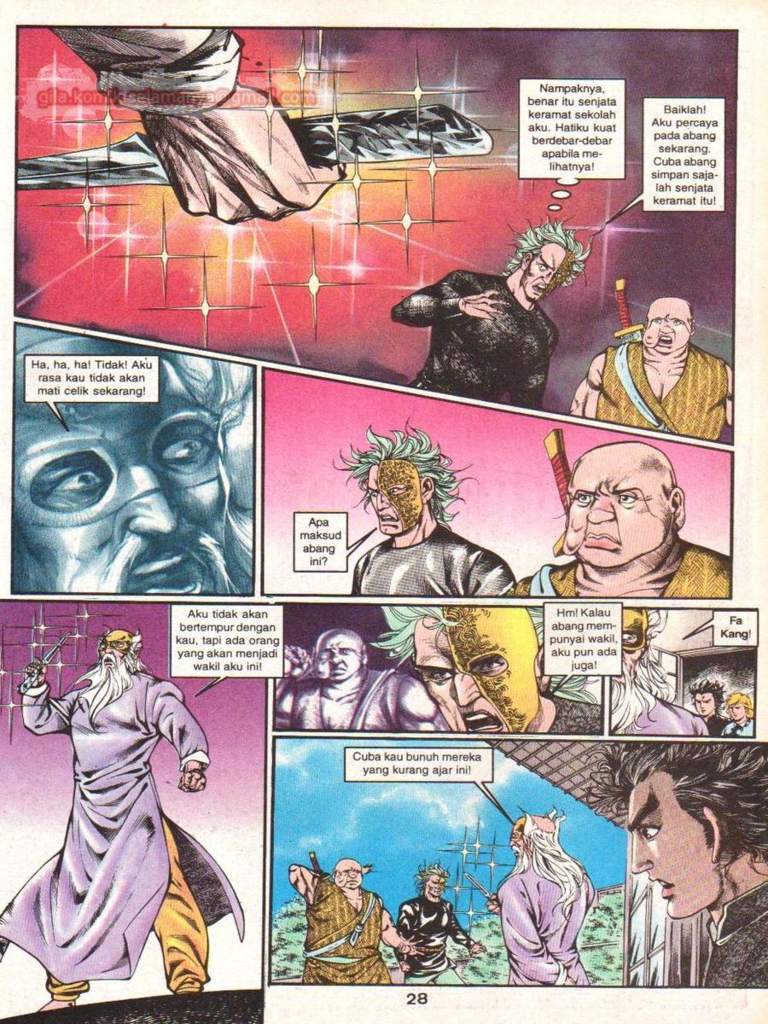 gila.komikselamanya@gmail.com
Nampaknya,
benar itu senjata
keramat sekolah
aku. Hatiku kuat
berdebar-debar
apabila me-
lihatnya!
Baiklah!
Aku percaya
pada abang
sekarang.
Cuba abang
simpan saja-
lah senjata
keramat itu!
Ha, ha, ha! Tidak! Aku
rasa kau tidak akan
mati celik sekarang!
Apa
maksud
abang
ini?
Aku tidak akan
bertempur dengan
kau, tapi ada orang
yang akan menjadi
wakil aku ini!
Hm! Kalau
abang mem-
punyai wakil,
aku pun ada
juga!
Fa
Kang!
Cuba kau bunuh mereka
yang kurang ajar ini!
28